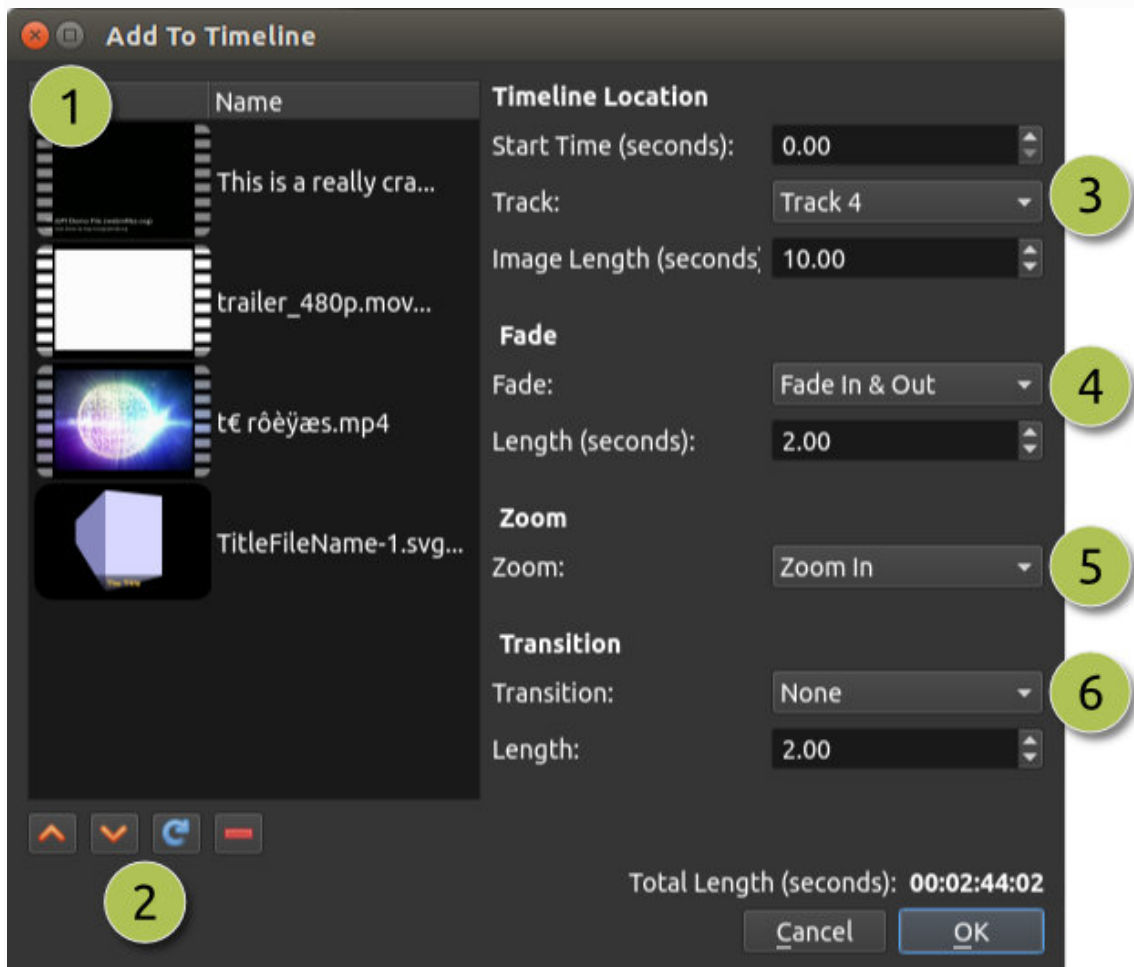 Add To Timeline
1
Name
This is a really cra...
trailer_480p.mov...
t€ rôèÿæs.mp4
TitleFileName-1.svg...
2
Timeline Location
Start Time (seconds): 0.00
Track: Track 4
3
Image Length (seconds 10.00
Fade
Fade: Fade In & Out
4
Length (seconds): 2.00
Zoom
Zoom: Zoom In
5
Transition
Transition: None
6
Length: 2.00
Total Length (seconds): 00:02:44:02
Cancel
OK